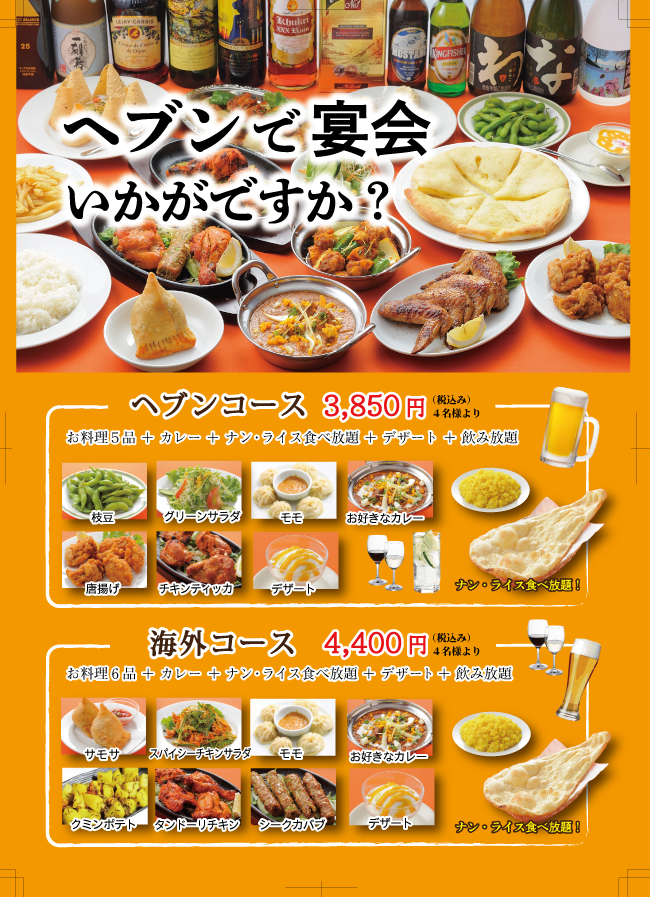 25
LEJAY-CASSIS
Khukri
XXX Rum
MUSTANG
KINGFISHER
わ
な
ヘブンで宴会
いかがですか？
ヘブンコース 3,850円 (税込み) 4名様より
お料理5品 ＋ カレー ＋ ナン・ライス食べ放題 ＋ デザート ＋ 飲み放題
枝豆 グリーンサラダ モモ お好きなカレー
唐揚げ チキンティッカ デザート
ナン・ライス食べ放題！
海外コース 4,400円 (税込み) 4名様より
お料理6品 ＋ カレー ＋ ナン・ライス食べ放題 ＋ デザート ＋ 飲み放題
サモサ スパイシーチキンサラダ モモ お好きなカレー
クミンポテト タンドーリチキン シークカバブ デザート
ナン・ライス食べ放題！